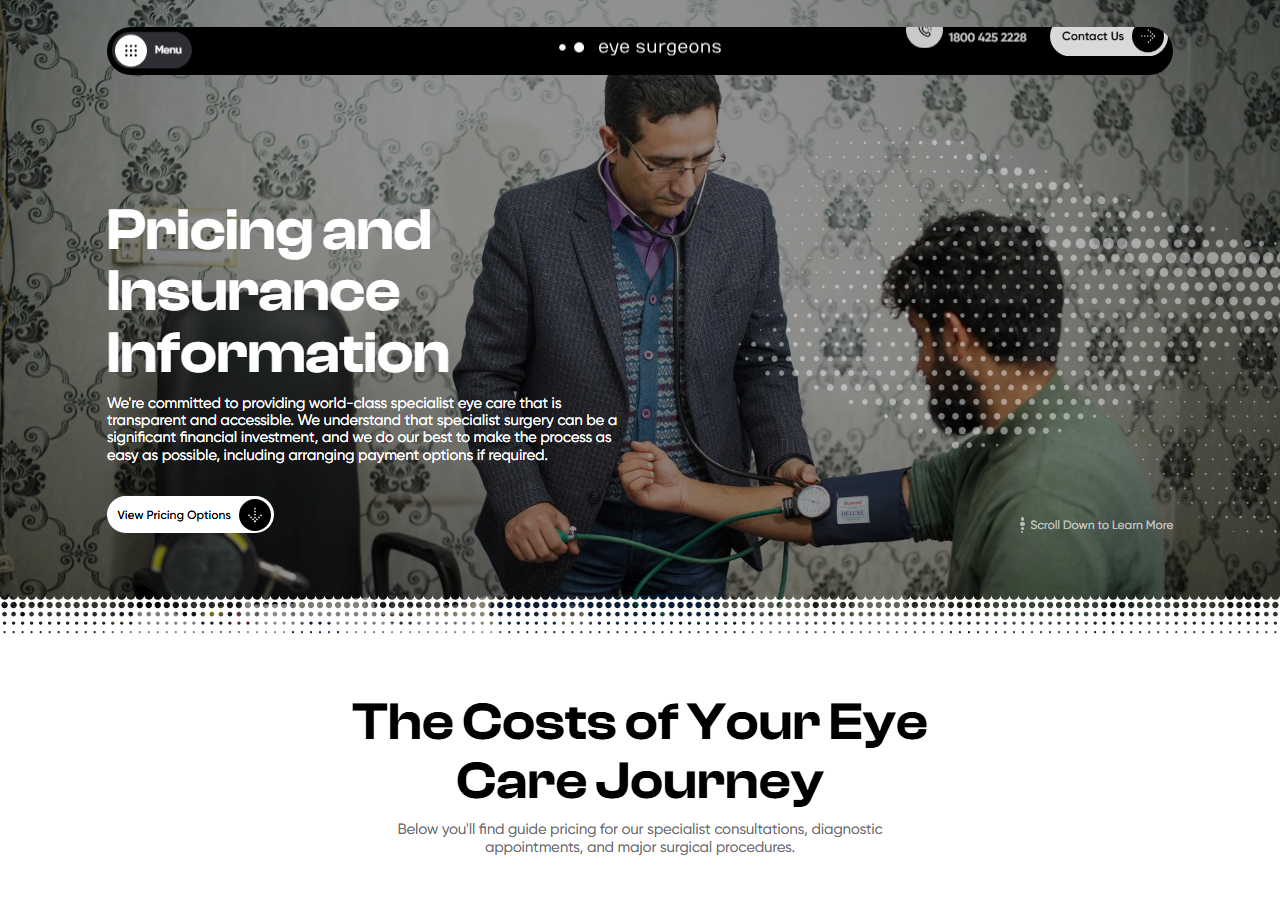 Menu
eye surgeons
1800 425 2228
Contact Us
Pricing and
Insurance
Information
We're committed to providing world-class specialist eye care that is
transparent and accessible. We understand that specialist surgery can be a
significant financial investment, and we do our best to make the process as
easy as possible, including arranging payment options if required.
View Pricing Options
DELUXE
Scroll Down to Learn More
The Costs of Your Eye
Care Journey
Below you'll find guide pricing for our specialist consultations, diagnostic
appointments, and major surgical procedures.